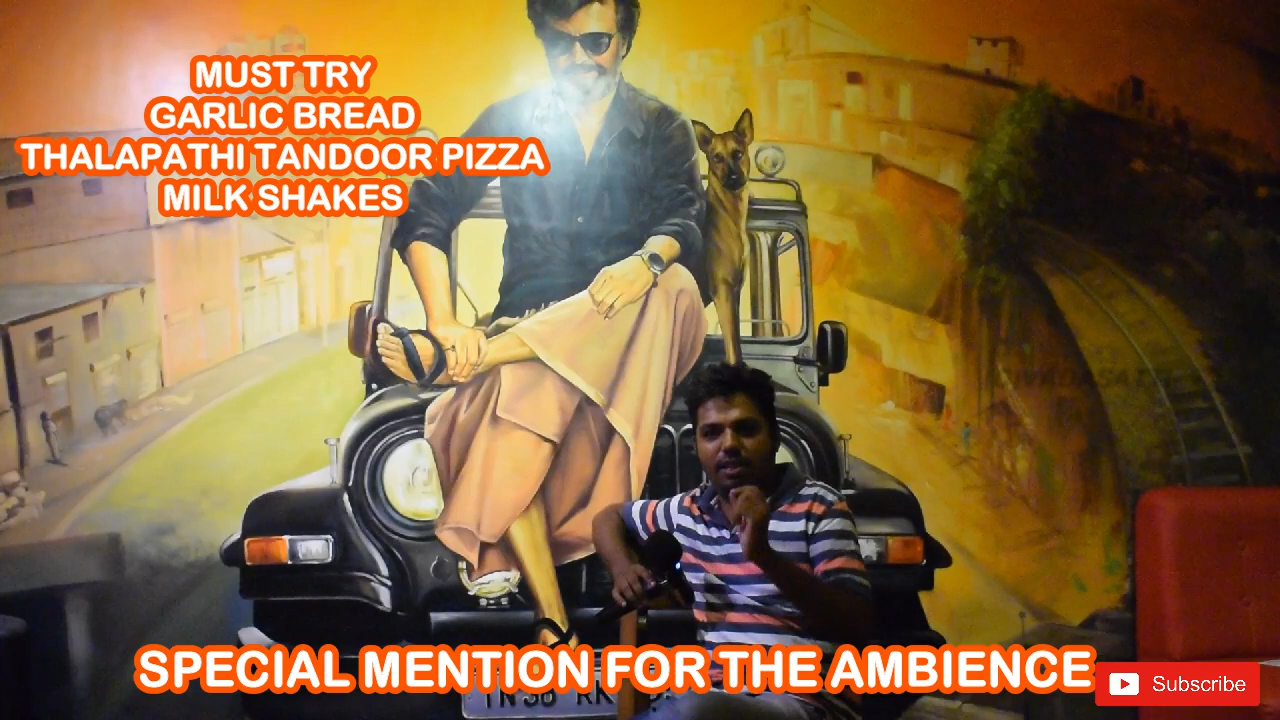 MUST TRY
GARLIC BREAD
THALAPATHI TANDOOR PIZZA
MILK SHAKES
SPECIAL MENTION FOR THE AMBIENCE
Subscribe